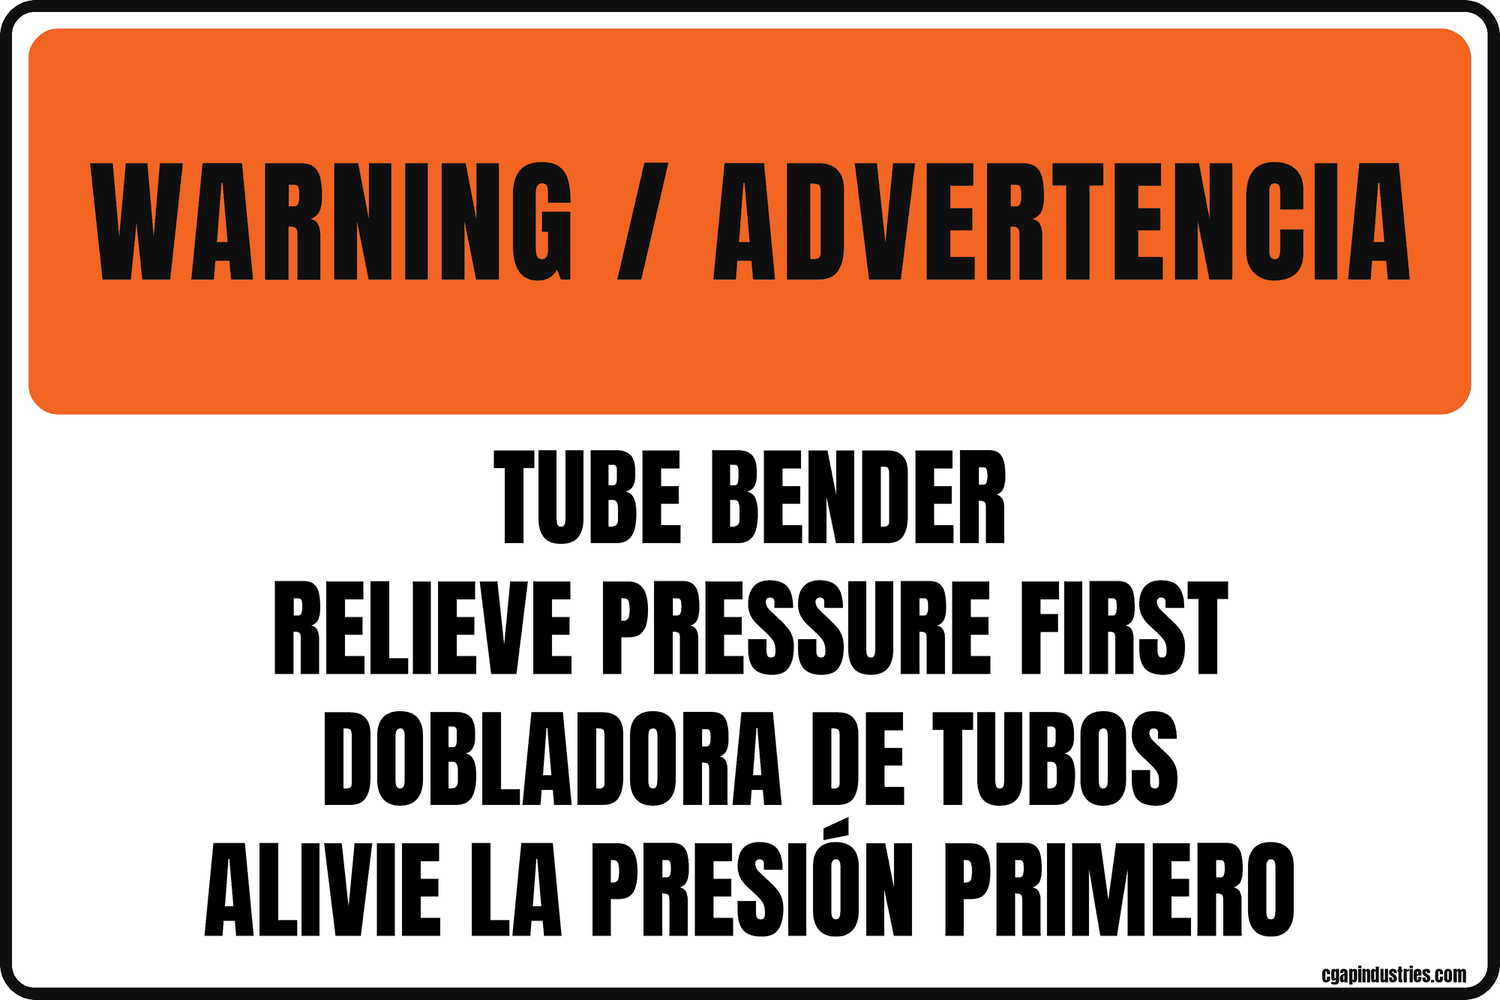 WARNING / ADVERTENCIA
TUBE BENDER
RELIEVE PRESSURE FIRST
DOBLADORA DE TUBOS
ALIVIE LA PRESIÓN PRIMERO
cgapindustries.com